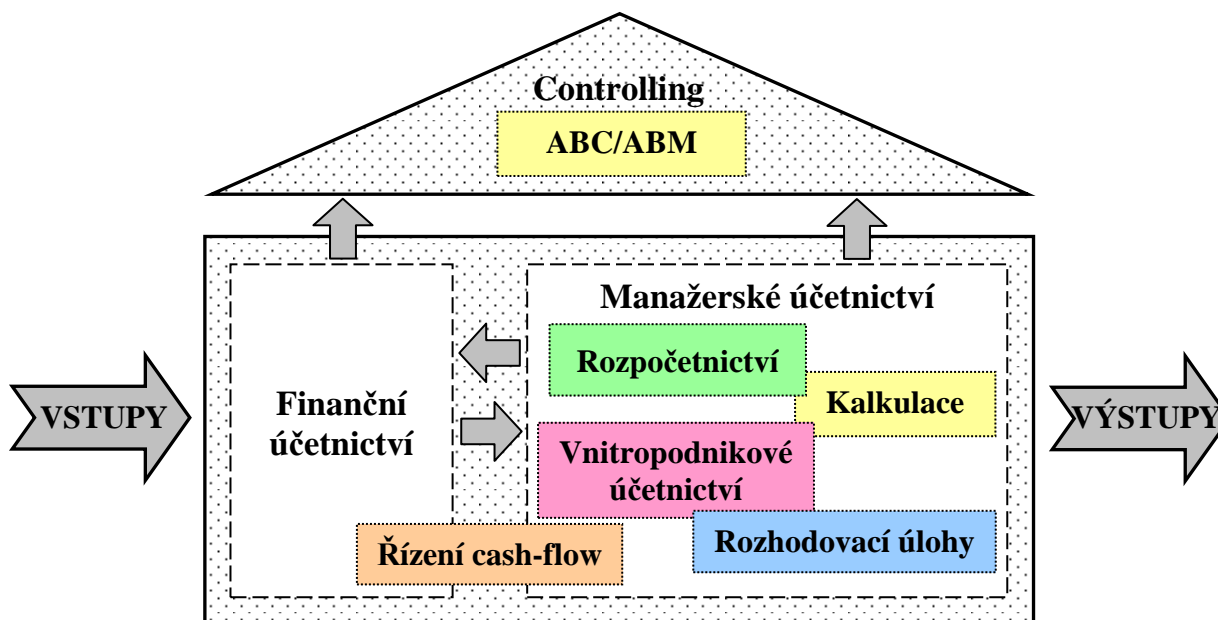 Controlling
ABC/ABM
Manažerské účetnictví
Rozpočetnictví
Kalkulace
VSTUPY
Finanční
účetnictví
VÝSTUPY
Vnitropodnikové
účetnictví
Řízení cash-flow
Rozhodovací úlohy